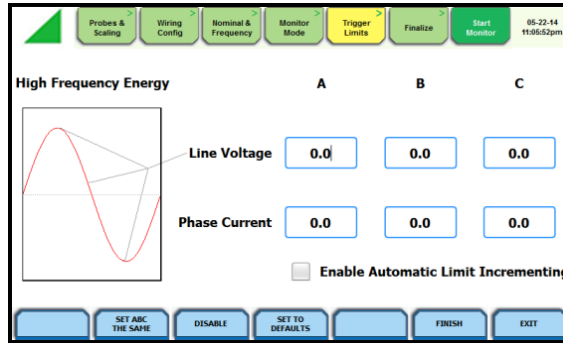 Probes & Scaling > Wiring Config > Nominal & Frequency > Monitor Mode > Trigger Limits > Finalize > Start Monitor 05-22-14 11:05:52pm
High Frequency Energy A B C
Line Voltage 0.0 0.0 0.0
Phase Current 0.0 0.0 0.0
Enable Automatic Limit Incrementing
SET ABC THE SAME DISABLE SET TO DEFAULTS FINISH EXIT